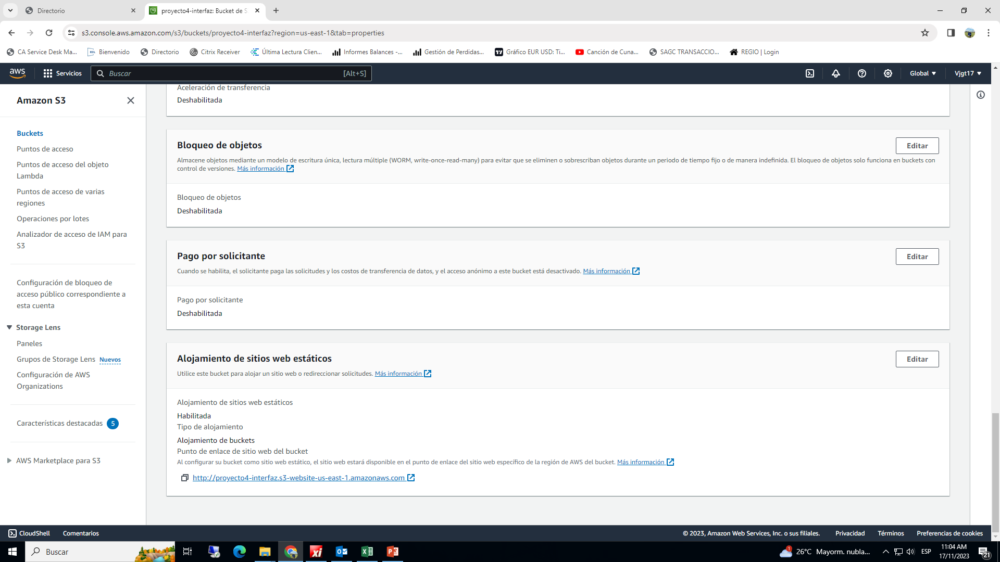 Directorio
proyecto4-interfaz: Bucket de S
s3.console.aws.amazon.com/s3/buckets/proyecto4-interfaz?region=us-east-1&tab=properties
CA Service Desk Ma...
Bienvenido
Directorio
Citrix Receiver
Última Lectura Clien...
Informes Balances -...
Gestión de Perdidas...
Gráfico EUR USD: Ti...
Canción de Cuna...
SAGC TRANSACCIO...
REGIO | Login
aws
Servicios
Buscar
[Alt+S]
Global
Vjgt17
Amazon S3
Buckets
Puntos de acceso
Puntos de acceso del objeto
Lambda
Puntos de acceso de varias
regiones
Operaciones por lotes
Analizador de acceso de IAM para
S3
Configuración de bloqueo de
acceso público correspondiente a
esta cuenta
Storage Lens
Paneles
Grupos de Storage Lens Nuevos
Configuración de AWS
Organizations
Características destacadas 5
AWS Marketplace para S3
Aceleración de transferencia
Deshabilitada
Bloqueo de objetos
Editar
Almacene objetos mediante un modelo de escritura única, lectura múltiple (WORM, write-once-read-many) para evitar que se eliminen o sobrescriban objetos durante un periodo de tiempo fijo o de manera indefinida. El bloqueo de objetos solo funciona en buckets con
control de versiones. Más información
Bloqueo de objetos
Deshabilitada
Pago por solicitante
Editar
Cuando se habilita, el solicitante paga las solicitudes y los costos de transferencia de datos, y el acceso anónimo a este bucket está desactivado. Más información
Pago por solicitante
Deshabilitada
Alojamiento de sitios web estáticos
Editar
Utilice este bucket para alojar un sitio web o redireccionar solicitudes. Más información
Alojamiento de sitios web estáticos
Habilitada
Tipo de alojamiento
Alojamiento de buckets
Punto de enlace de sitio web del bucket
Al configurar su bucket como sitio web estático, el sitio web estará disponible en el punto de enlace del sitio web específico de la región de AWS del bucket. Más información
http://proyecto4-interfaz.s3-website-us-east-1.amazonaws.com
CloudShell
Comentarios
© 2023, Amazon Web Services, Inc. o sus filiales.
Privacidad
Términos
Preferencias de cookies
Buscar
1
26°C Mayorm. nubla...
ESP
11:04 AM
17/11/2023
21